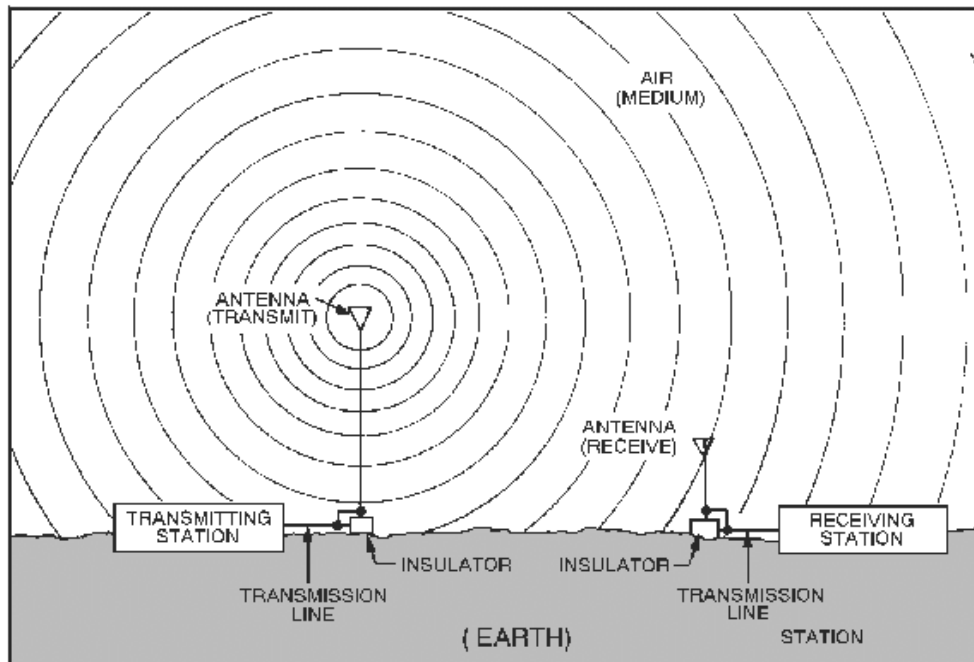 AIR
(MEDIUM)
ANTENNA
(TRANSMIT)
ANTENNA
(RECEIVE)
TRANSMITTING
STATION
RECEIVING
STATION
INSULATOR
INSULATOR
TRANSMISSION
LINE
TRANSMISSION
LINE
STATION
( EARTH)